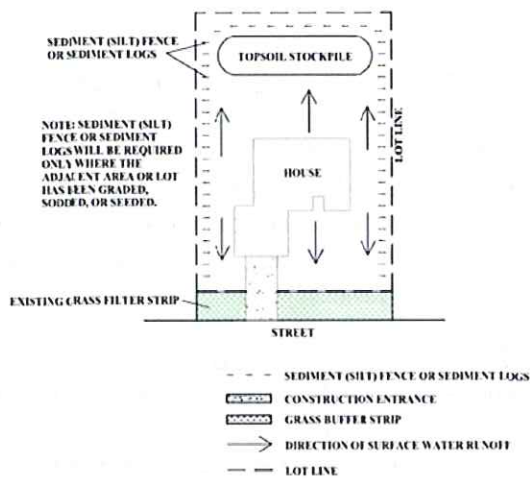 SEDIMENT (SILT) FENCE
OR SEDIMENT LOGS
TOPSOIL STOCKPILE
NOTE: SEDIMENT (SILT)
FENCE OR SEDIMENT
LOGS WILL BE REQUIRED
ONLY WHERE THE
ADJACENT AREA OR LOT
HAS BEEN GRADED,
SODDED, OR SEEDED.
HOUSE
LOT LINE
EXISTING GRASS FILTER STRIP
STREET
SEDIMENT (SILT) FENCE OR SEDIMENT LOGS
CONSTRUCTION ENTRANCE
GRASS BUFFER STRIP
DIRECTION OF SURFACE WATER RUNOFF
LOT LINE